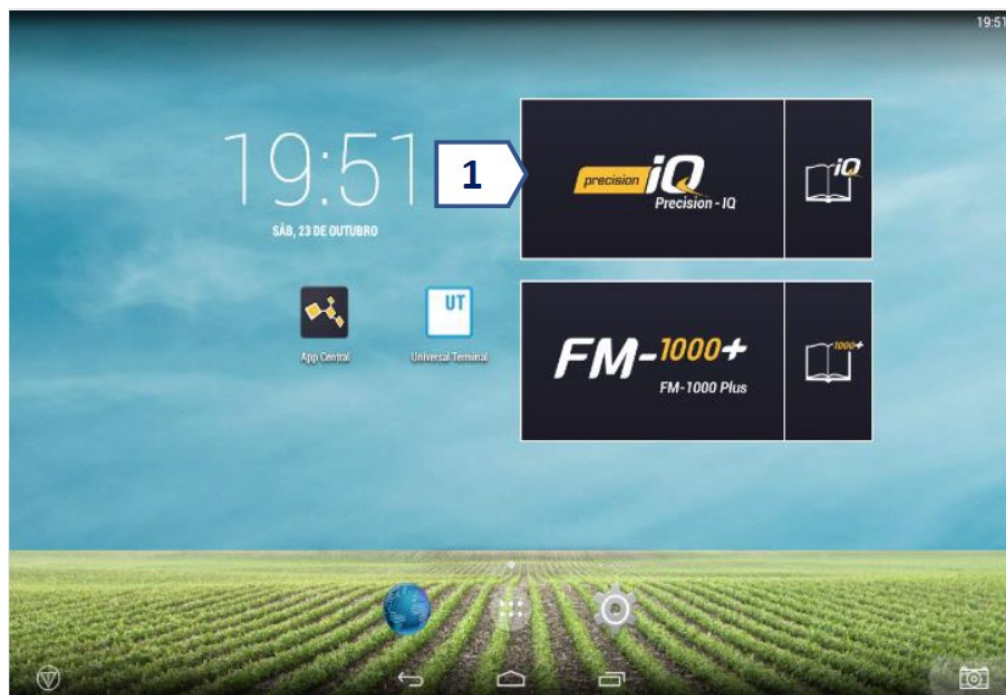 19:51
19:51
SÁB, 23 DE OUTUBRO
1
precision iQ
Precision - IQ
iQ
App Central
UT
Universal Terminal
FM-1000+
FM-1000 Plus
1000+